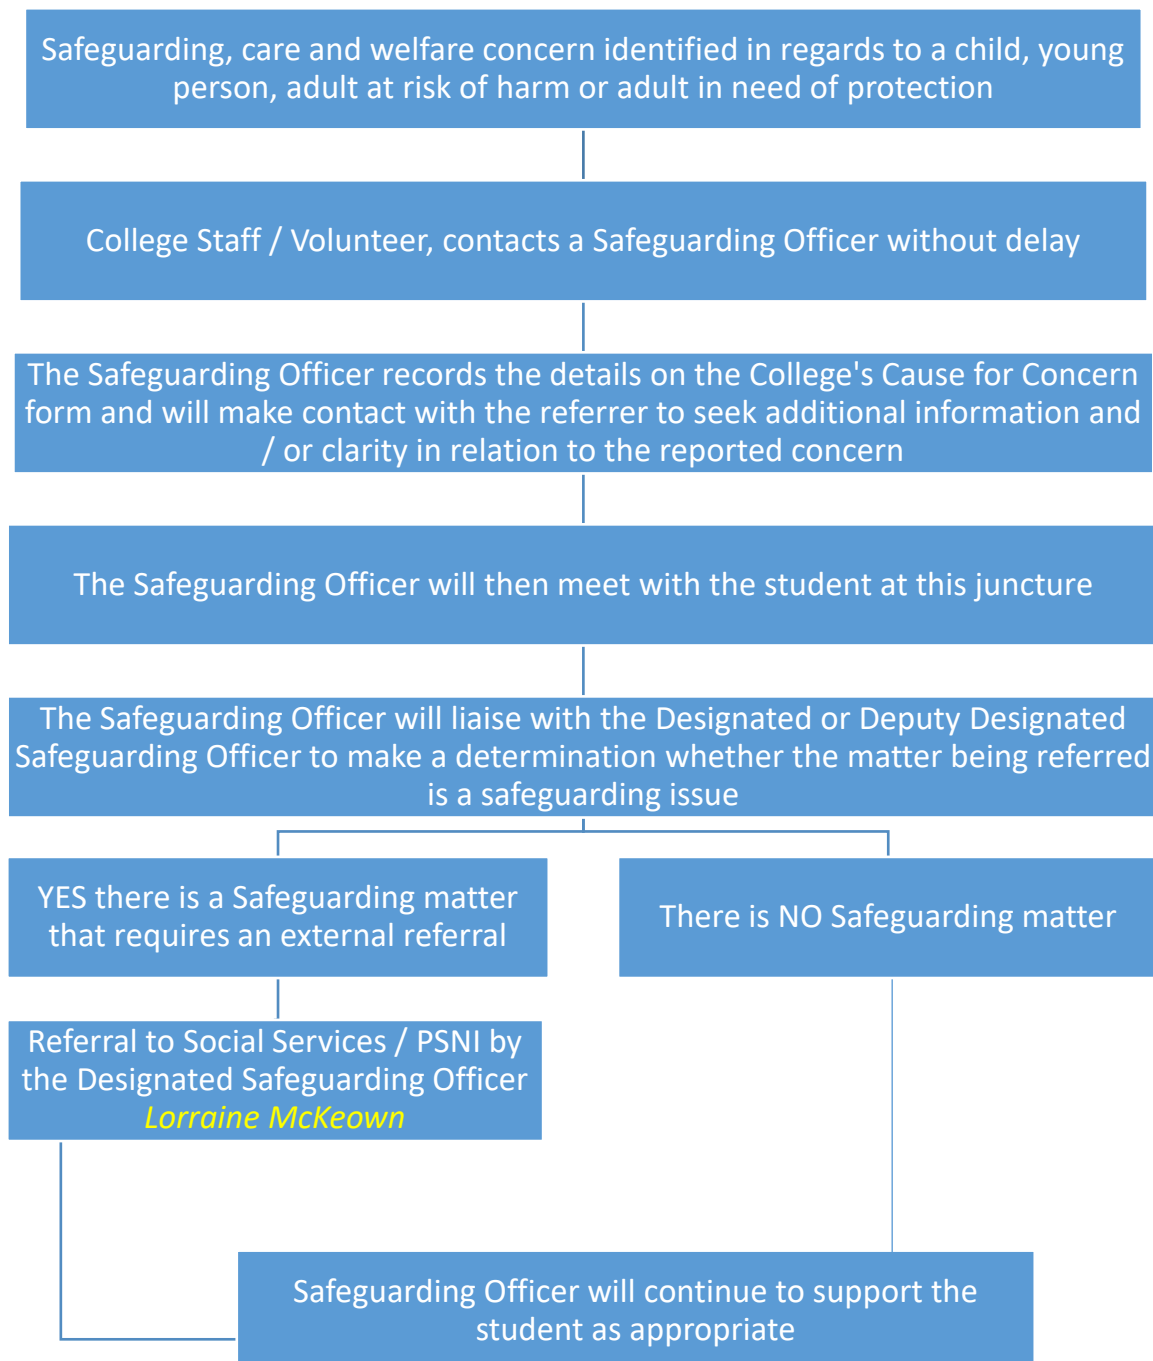 Safeguarding, care and welfare concern identified in regards to a child, young
person, adult at risk of harm or adult in need of protection
College Staff / Volunteer, contacts a Safeguarding Officer without delay
The Safeguarding Officer records the details on the College's Cause for Concern
form and will make contact with the referrer to seek additional information and
/ or clarity in relation to the reported concern
The Safeguarding Officer will then meet with the student at this juncture
The Safeguarding Officer will liaise with the Designated or Deputy Designated
Safeguarding Officer to make a determination whether the matter being referred
is a safeguarding issue
YES there is a Safeguarding matter
that requires an external referral
There is NO Safeguarding matter
Referral to Social Services / PSNI by
the Designated Safeguarding Officer
Lorraine McKeown
Safeguarding Officer will continue to support the
student as appropriate